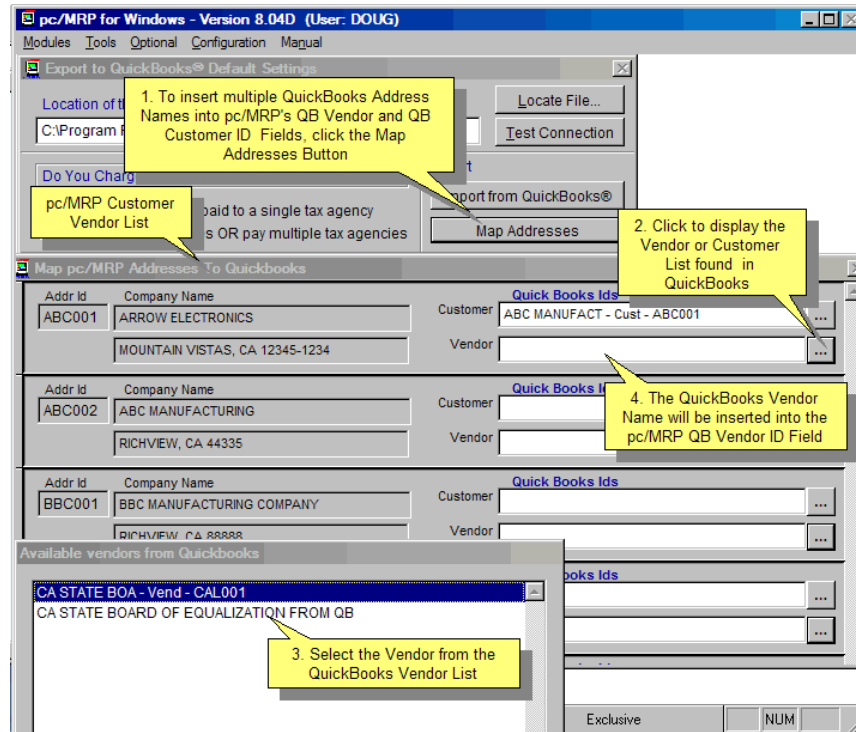 pc/MRP for Windows - Version 8.04D (User: DOUG)
Modules Tools Optional Configuration Manual
Export to QuickBooks® Default Settings
Location of t
Locate File...
C:\Program F
Test Connection
1. To insert multiple QuickBooks Address
Names into pc/MRP's QB Vendor and QB
Customer ID Fields, click the Map
Addresses Button
Do You Charg
mport from QuickBooks®
paid to a single tax agency
s OR pay multiple tax agencies
Map Addresses
pc/MRP Customer
Vendor List
2. Click to display the
Vendor or Customer
List found in
QuickBooks
Map pc/MRP Addresses To Quickbooks
Addr Id Company Name Quick Books Ids
ABC001 ARROW ELECTRONICS Customer ABC MANUFACT - Cust - ABC001 ...
MOUNTAIN VISTAS, CA 12345-1234 Vendor ...
Addr Id Company Name Quick Books Ids
ABC002 ABC MANUFACTURING Customer
RICHVIEW, CA 44335 Vendor
4. The QuickBooks Vendor
Name will be inserted into the
pc/MRP QB Vendor ID Field
Addr Id Company Name Quick Books Ids
BBC001 BBC MANUFACTURING COMPANY Customer ...
RICHVIEW, CA 88888 Vendor ...
Available vendors from Quickbooks
ooks Ids
...
...
CA STATE BOA - Vend - CAL001
CA STATE BOARD OF EQUALIZATION FROM QB
3. Select the Vendor from the
QuickBooks Vendor List
Exclusive NUM